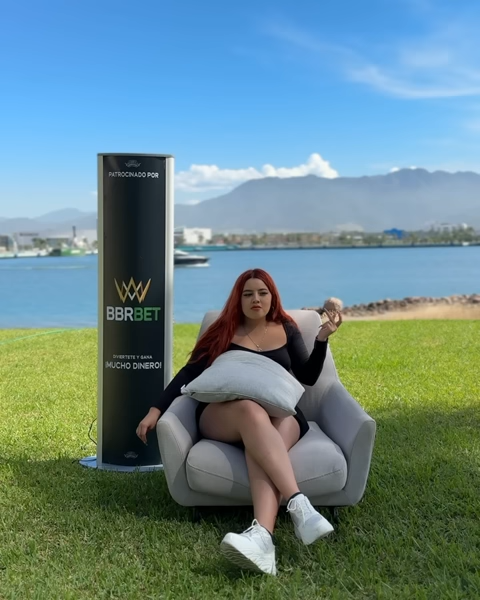 PATROCINADO POR
BBRBET
DIVIERTETE Y GANA
¡MUCHO DINERO!